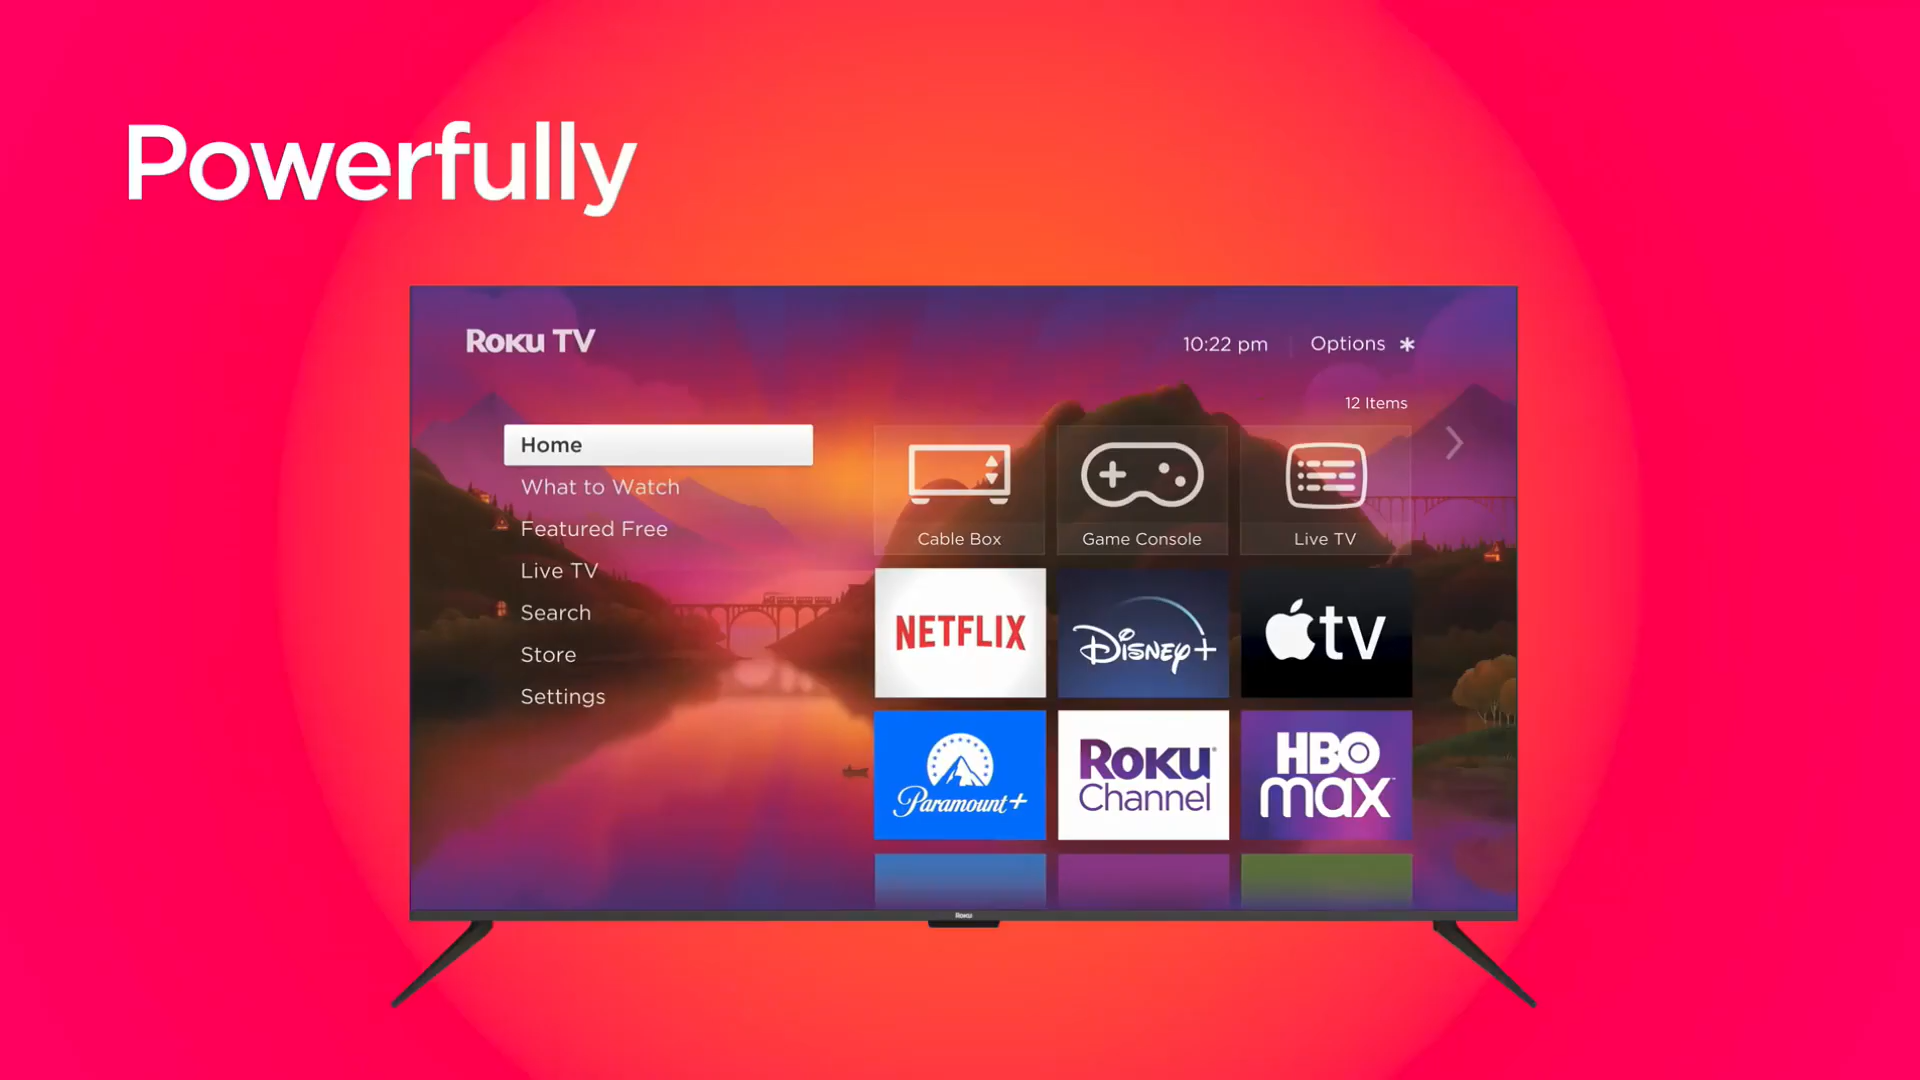 Powerfully
Roku TV
10:22 pm
Options *
12 Items
Home
What to Watch
Featured Free
Live TV
Search
Store
Settings
Cable Box
Game Console
Live TV
NETFLIX
Disney+
tv
Paramount+
Roku
Channel
HBO
max
Roku